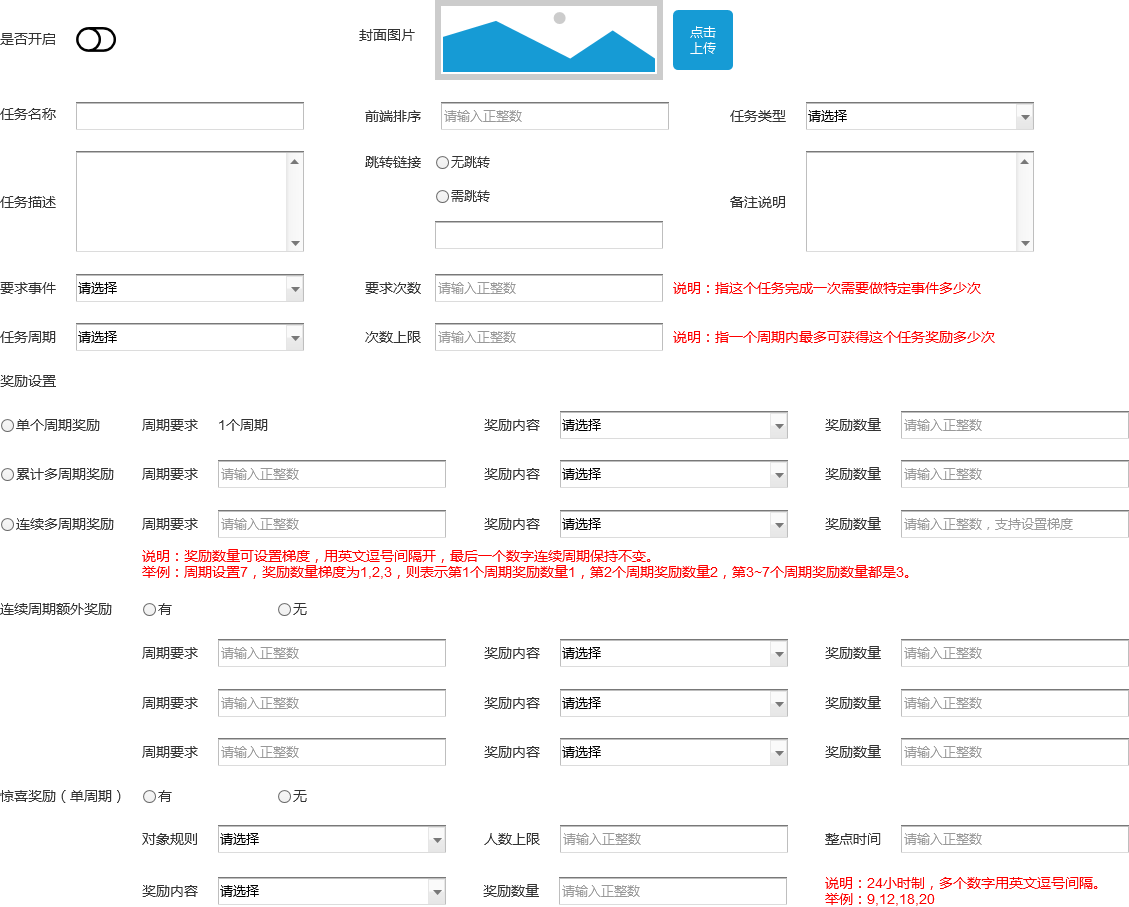 是否开启
封面图片
点击
上传
任务名称
前端排序 请输入正整数
任务类型 请选择
任务描述
跳转链接 无跳转
需跳转
备注说明
要求事件 请选择
要求次数 请输入正整数
说明：指这个任务完成一次需要做特定事件多少次
任务周期 请选择
次数上限 请输入正整数
说明：指一个周期内最多可获得这个任务奖励多少次
奖励设置
单个周期奖励 周期要求 1个周期 奖励内容 请选择 奖励数量 请输入正整数
累计多周期奖励 周期要求 请输入正整数 奖励内容 请选择 奖励数量 请输入正整数
连续多周期奖励 周期要求 请输入正整数 奖励内容 请选择 奖励数量 请输入正整数，支持设置梯度
说明：奖励数量可设置梯度，用英文逗号间隔开，最后一个数字连续周期保持不变。
举例：周期设置7，奖励数量梯度为1,2,3，则表示第1个周期奖励数量1，第2个周期奖励数量2，第3~7个周期奖励数量都是3。
连续周期额外奖励 有 无
周期要求 请输入正整数 奖励内容 请选择 奖励数量 请输入正整数
周期要求 请输入正整数 奖励内容 请选择 奖励数量 请输入正整数
周期要求 请输入正整数 奖励内容 请选择 奖励数量 请输入正整数
惊喜奖励（单周期） 有 无
对象规则 请选择 人数上限 请输入正整数 整点时间 请输入正整数
奖励内容 请选择 奖励数量 请输入正整数
说明：24小时制，多个数字用英文逗号间隔。
举例：9,12,18,20